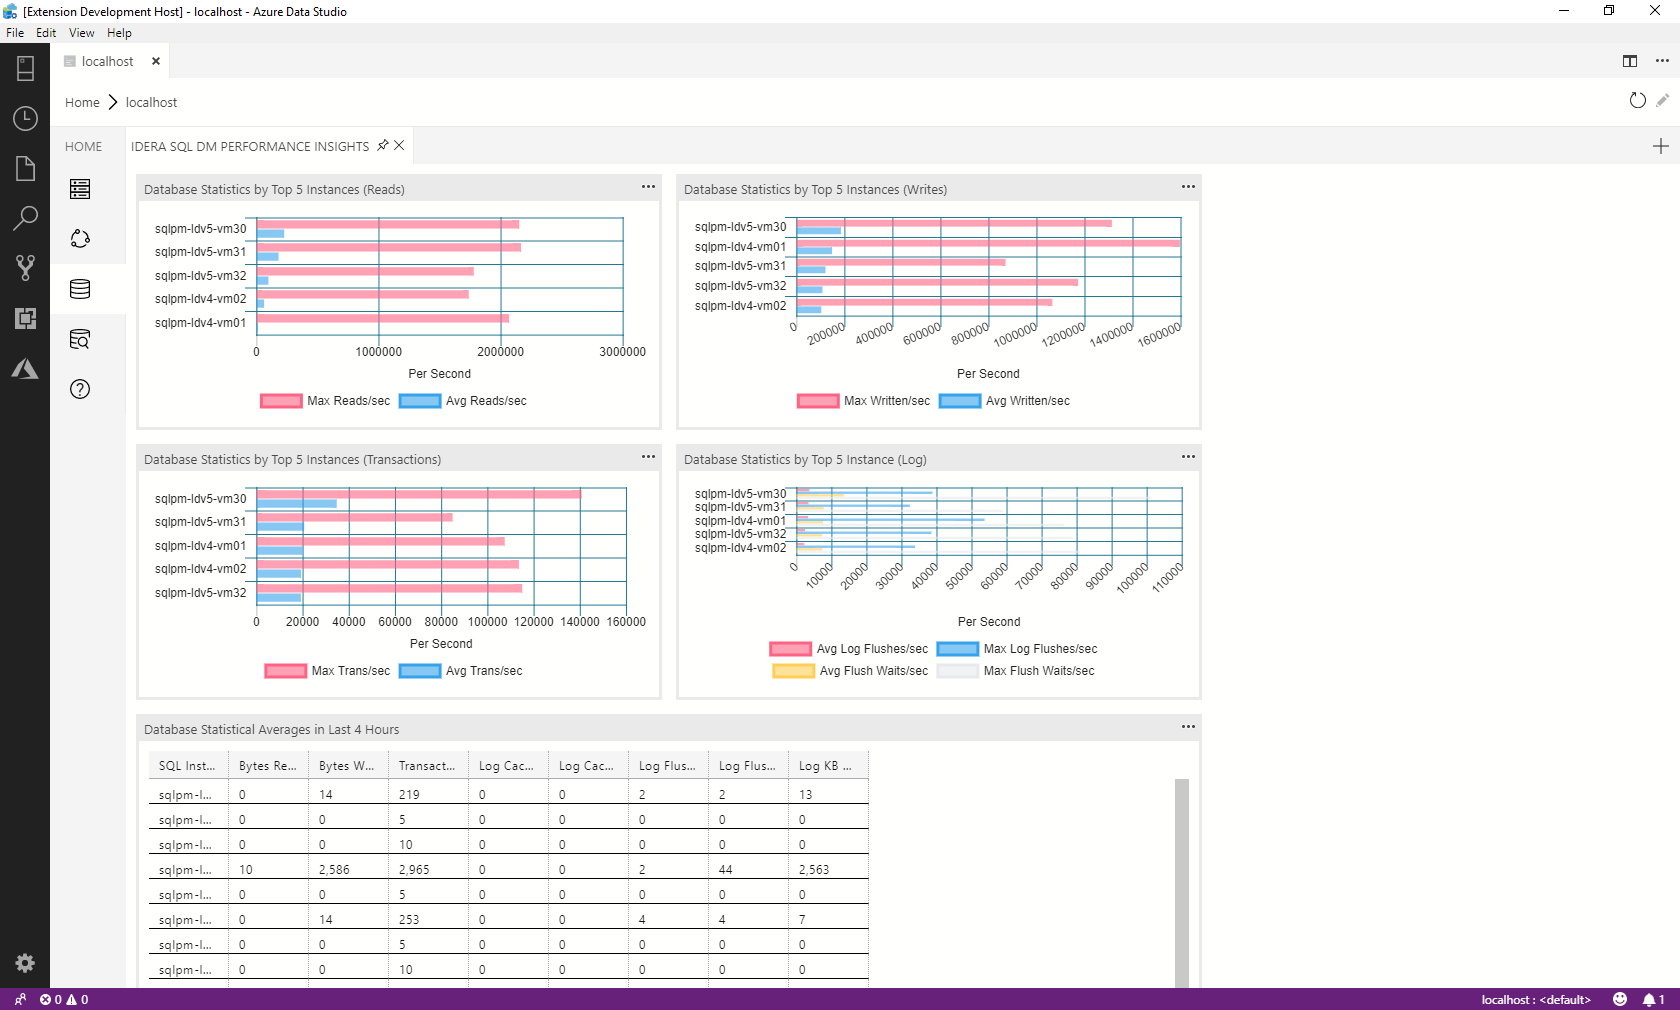 [Extension Development Host] - localhost - Azure Data Studio
File Edit View Help
localhost
Home localhost
HOME IDERA SQL DM PERFORMANCE INSIGHTS
Database Statistics by Top 5 Instances (Reads)
sqlpm-ldv5-vm30
sqlpm-ldv5-vm31
sqlpm-ldv5-vm32
sqlpm-ldv4-vm02
sqlpm-ldv4-vm01
0 1000000 2000000 3000000
Per Second
Max Reads/sec Avg Reads/sec
Database Statistics by Top 5 Instances (Writes)
sqlpm-ldv5-vm30
sqlpm-ldv4-vm01
sqlpm-ldv5-vm31
sqlpm-ldv5-vm32
sqlpm-ldv4-vm02
0 200000 400000 600000 800000 1000000 1200000 1400000 1600000
Per Second
Max Written/sec Avg Written/sec
Database Statistics by Top 5 Instances (Transactions)
sqlpm-ldv5-vm30
sqlpm-ldv5-vm31
sqlpm-ldv4-vm01
sqlpm-ldv4-vm02
sqlpm-ldv5-vm32
0 20000 40000 60000 80000 100000 120000 140000 160000
Per Second
Max Trans/sec Avg Trans/sec
Database Statistics by Top 5 Instance (Log)
sqlpm-ldv5-vm30
sqlpm-ldv5-vm31
sqlpm-ldv4-vm01
sqlpm-ldv5-vm32
sqlpm-ldv4-vm02
0 10000 20000 30000 40000 50000 60000 70000 80000 90000 100000 110000
Per Second
Avg Log Flushes/sec Max Log Flushes/sec
Avg Flush Waits/sec Max Flush Waits/sec
Database Statistical Averages in Last 4 Hours
SQL Inst... Bytes Re... Bytes W... Transact... Log Cac... Log Cac... Log Flus... Log Flus... Log KB ...
sqlpm-l... 0 14 219 0 0 2 2 13
sqlpm-l... 0 0 5 0 0 0 0 0
sqlpm-l... 0 0 10 0 0 0 0 0
sqlpm-l... 10 2,586 2,965 0 0 2 44 2,563
sqlpm-l... 0 0 5 0 0 0 0 0
sqlpm-l... 0 14 253 0 0 4 4 7
sqlpm-l... 0 0 5 0 0 0 0 0
sqlpm-l... 0 0 10 0 0 0 0 0
0 0 localhost : <default> 1